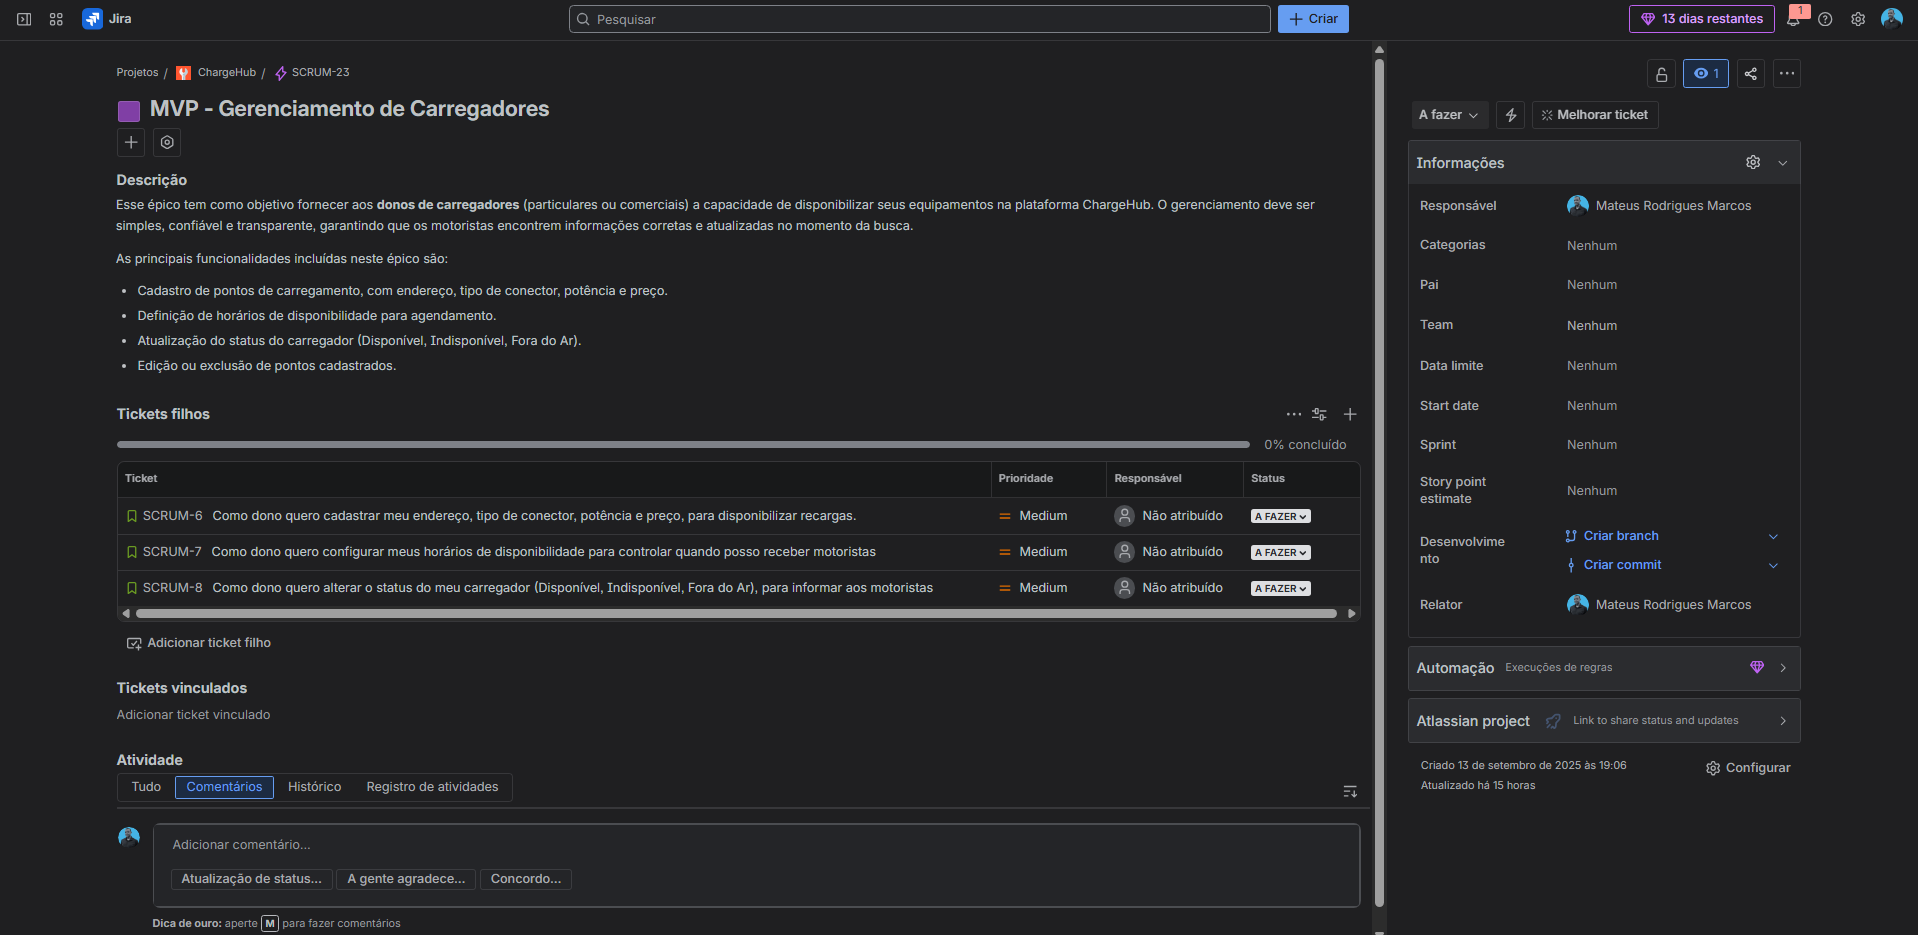 Jira
Pesquisar
Criar
13 dias restantes
1
Projetos / ChargeHub / SCRUM-23
MVP - Gerenciamento de Carregadores
Descrição
Esse épico tem como objetivo fornecer aos donos de carregadores (particulares ou comerciais) a capacidade de disponibilizar seus equipamentos na plataforma ChargeHub. O gerenciamento deve ser
simples, confiável e transparente, garantindo que os motoristas encontrem informações corretas e atualizadas no momento da busca.
As principais funcionalidades incluídas neste épico são:
Cadastro de pontos de carregamento, com endereço, tipo de conector, potência e preço.
Definição de horários de disponibilidade para agendamento.
Atualização do status do carregador (Disponível, Indisponível, Fora do Ar).
Edição ou exclusão de pontos cadastrados.
Tickets filhos
0% concluído
Ticket Prioridade Responsável Status
SCRUM-6 Como dono quero cadastrar meu endereço, tipo de conector, potência e preço, para disponibilizar recargas. Medium Não atribuído A FAZER
SCRUM-7 Como dono quero configurar meus horários de disponibilidade para controlar quando posso receber motoristas Medium Não atribuído A FAZER
SCRUM-8 Como dono quero alterar o status do meu carregador (Disponível, Indisponível, Fora do Ar), para informar aos motoristas Medium Não atribuído A FAZER
Adicionar ticket filho
Tickets vinculados
Adicionar ticket vinculado
Atividade
Tudo Comentários Histórico Registro de atividades
Adicionar comentário...
Atualização de status... A gente agradece... Concordo...
Dica de ouro: aperte M para fazer comentários
1
A fazer
Melhorar ticket
Informações
Responsável Mateus Rodrigues Marcos
Categorias Nenhum
Pai Nenhum
Team Nenhum
Data limite Nenhum
Start date Nenhum
Sprint Nenhum
Story point
estimate Nenhum
Desenvolvime
nto
Criar branch
Criar commit
Relator Mateus Rodrigues Marcos
Automação Execuções de regras
Atlassian project Link to share status and updates
Criado 13 de setembro de 2025 às 19:06
Atualizado há 15 horas
Configurar